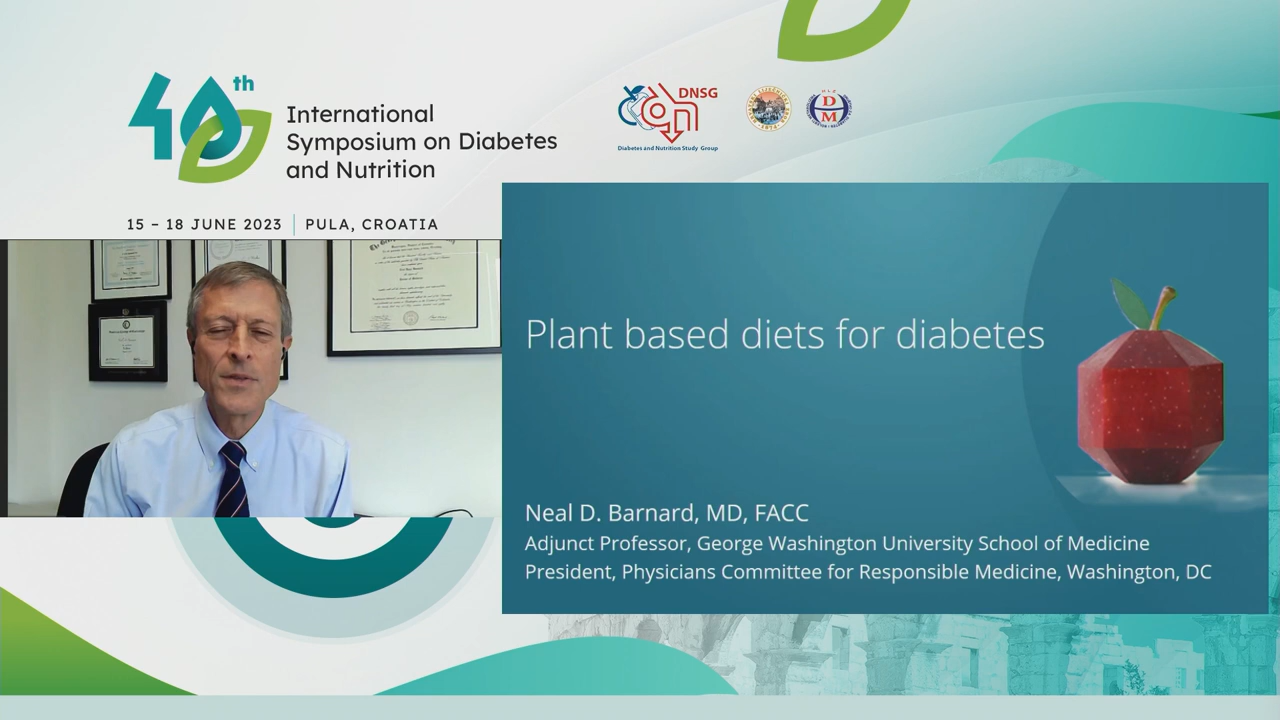 40th
International
Symposium on Diabetes
and Nutrition
15 – 18 JUNE 2023 | PULA, CROATIA
DNSG
Diabetes and Nutrition Study Group
DM
Plant based diets for diabetes
Neal D. Barnard, MD, FACC
Adjunct Professor, George Washington University School of Medicine
President, Physicians Committee for Responsible Medicine, Washington, DC